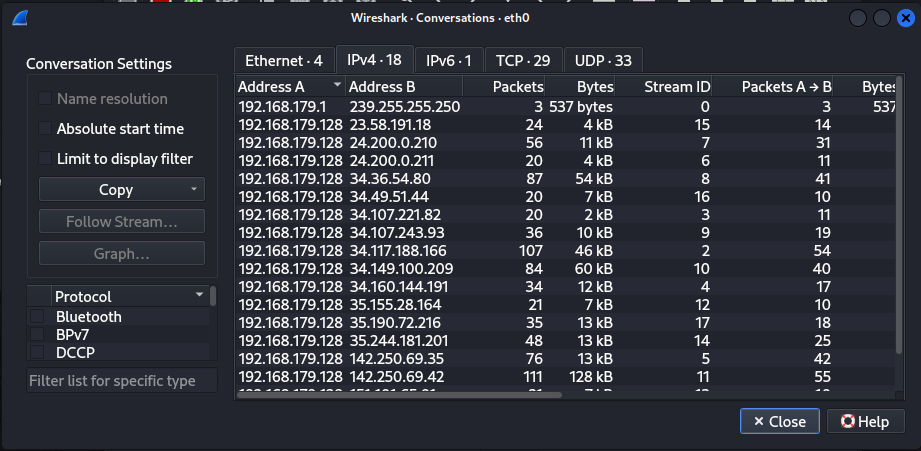 Wireshark · Conversations · eth0
Conversation Settings
Name resolution
Absolute start time
Limit to display filter
Copy
Follow Stream…
Graph…
Protocol
Bluetooth
BPv7
DCCP
Filter list for specific type
Ethernet · 4 IPv4 · 18 IPv6 · 1 TCP · 29 UDP · 33
Address A Address B Packets Bytes Stream ID Packets A → B Bytes
192.168.179.1 239.255.255.250 3 537 bytes 0 3 537
192.168.179.128 23.58.191.18 24 4 kB 15 14
192.168.179.128 24.200.0.210 56 11 kB 7 31
192.168.179.128 24.200.0.211 20 4 kB 6 11
192.168.179.128 34.36.54.80 87 54 kB 8 41
192.168.179.128 34.49.51.44 20 7 kB 16 10
192.168.179.128 34.107.221.82 20 2 kB 3 11
192.168.179.128 34.107.243.93 36 10 kB 9 19
192.168.179.128 34.117.188.166 107 46 kB 2 54
192.168.179.128 34.149.100.209 84 60 kB 10 40
192.168.179.128 34.160.144.191 34 12 kB 4 17
192.168.179.128 35.155.28.164 21 7 kB 12 10
192.168.179.128 35.190.72.216 35 13 kB 17 18
192.168.179.128 35.244.181.201 48 13 kB 14 25
192.168.179.128 142.250.69.35 76 13 kB 5 42
192.168.179.128 142.250.69.42 111 128 kB 11 55
Close Help